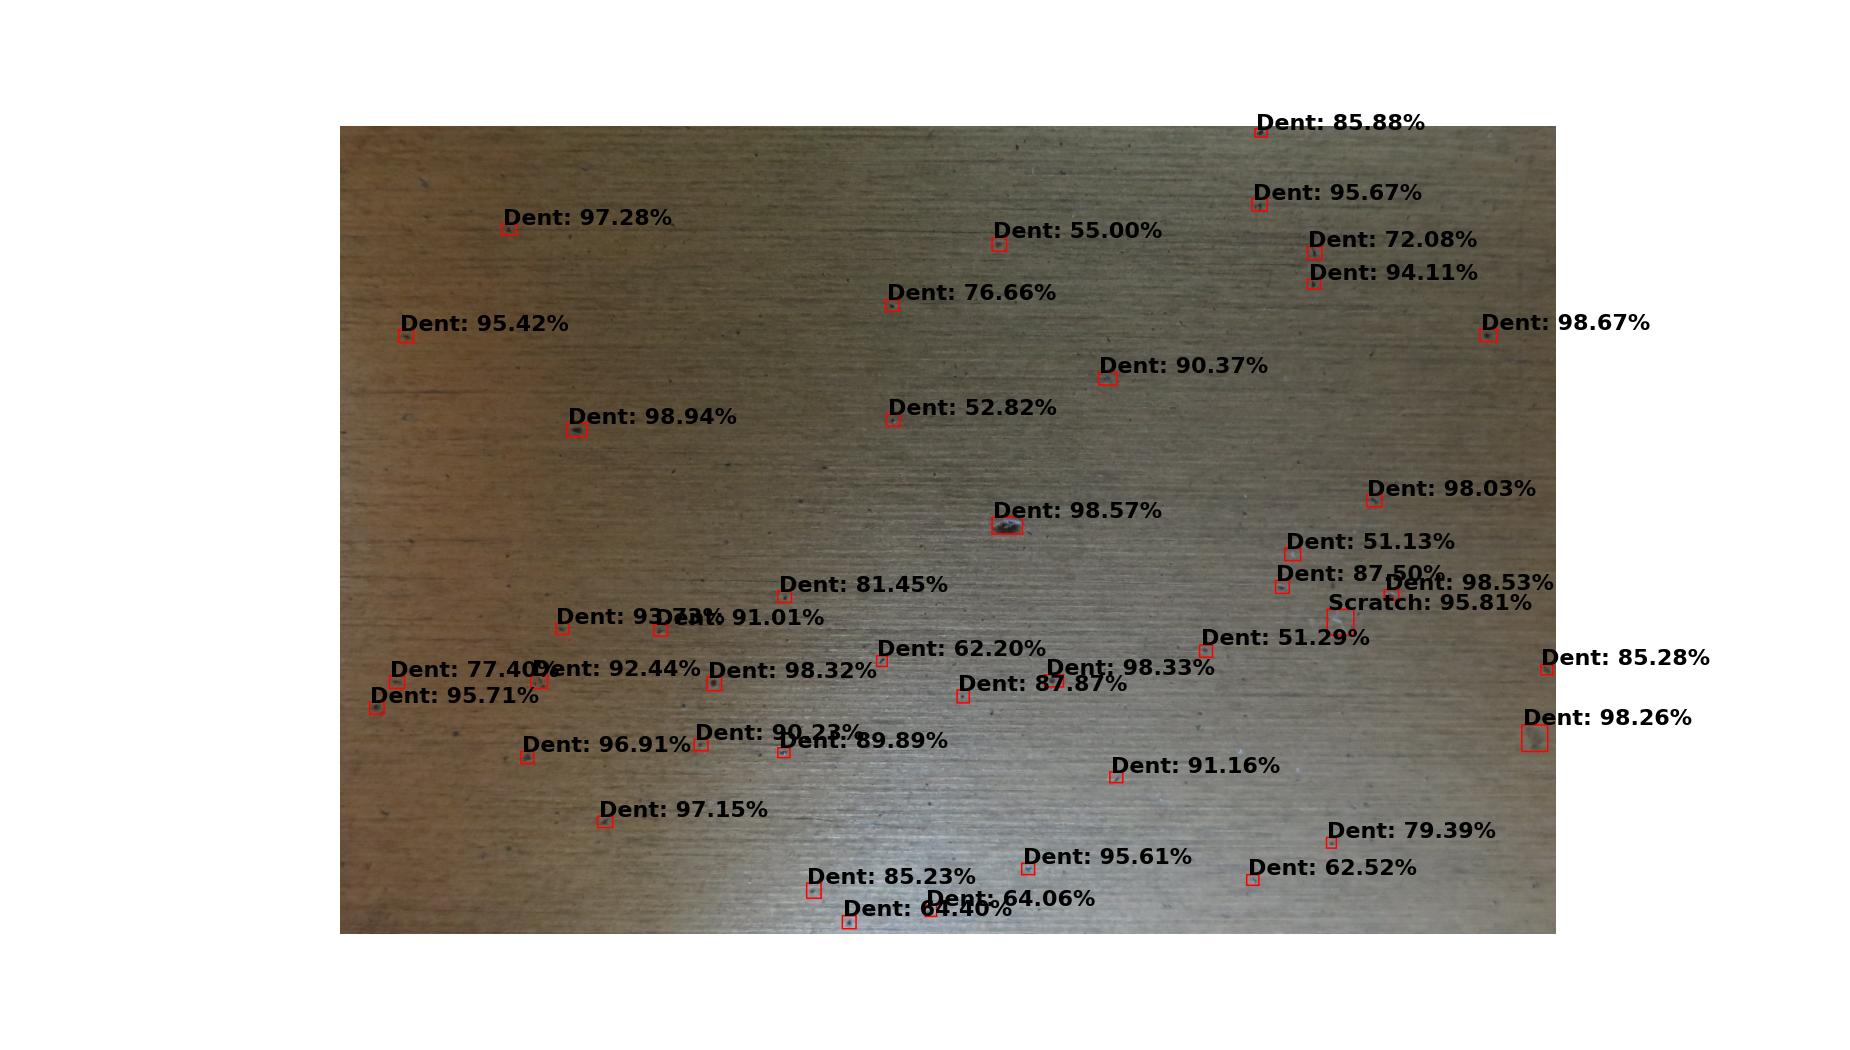 Dent: 85.88%
Dent: 95.67%
Dent: 97.28%
Dent: 55.00%
Dent: 72.08%
Dent: 94.11%
Dent: 76.66%
Dent: 95.42%
Dent: 98.67%
Dent: 90.37%
Dent: 52.82%
Dent: 98.94%
Dent: 98.03%
Dent: 98.57%
Dent: 51.13%
Dent: 87.50%
Dent: 98.53%
Dent: 81.45%
Scratch: 95.81%
Dent: 93.73%
Dent: 91.01%
Dent: 51.29%
Dent: 62.20%
Dent: 85.28%
Dent: 77.40%
Dent: 92.44%
Dent: 98.32%
Dent: 98.33%
Dent: 87.87%
Dent: 95.71%
Dent: 98.26%
Dent: 90.23%
Dent: 89.89%
Dent: 96.91%
Dent: 91.16%
Dent: 97.15%
Dent: 79.39%
Dent: 95.61%
Dent: 62.52%
Dent: 85.23%
Dent: 64.06%
Dent: 64.40%